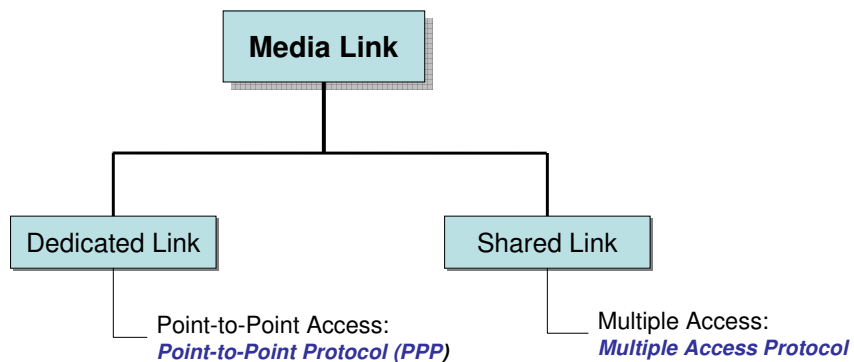 Media Link
Dedicated Link
Shared Link
Point-to-Point Access:
Point-to-Point Protocol (PPP)
Multiple Access:
Multiple Access Protocol